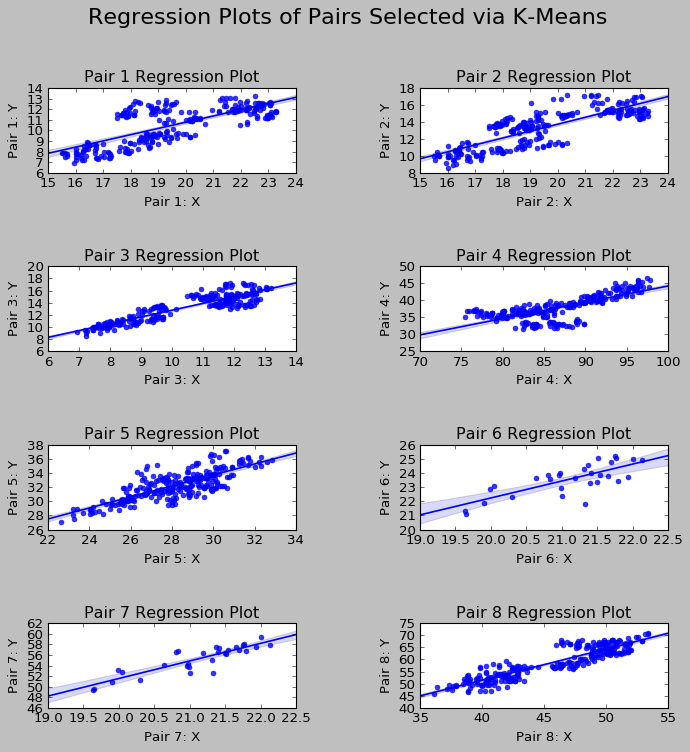 Regression Plots of Pairs Selected via K-Means
Pair 1 Regression Plot
Pair 1: Y
14
13
12
11
10
9
8
7
6
15 16 17 18 19 20 21 22 23 24
Pair 1: X
Pair 2 Regression Plot
Pair 2: Y
18
16
14
12
10
8
15 16 17 18 19 20 21 22 23 24
Pair 2: X
Pair 3 Regression Plot
Pair 3: Y
20
18
16
14
12
10
8
6
6 7 8 9 10 11 12 13 14
Pair 3: X
Pair 4 Regression Plot
Pair 4: Y
50
45
40
35
30
25
70 75 80 85 90 95 100
Pair 4: X
Pair 5 Regression Plot
Pair 5: Y
38
36
34
32
30
28
26
22 24 26 28 30 32 34
Pair 5: X
Pair 6 Regression Plot
Pair 6: Y
26
25
24
23
22
21
20
19.0 19.5 20.0 20.5 21.0 21.5 22.0 22.5
Pair 6: X
Pair 7 Regression Plot
Pair 7: Y
62
60
58
56
54
52
50
48
46
19.0 19.5 20.0 20.5 21.0 21.5 22.0 22.5
Pair 7: X
Pair 8 Regression Plot
Pair 8: Y
75
70
65
60
55
50
45
40
35 40 45 50 55
Pair 8: X